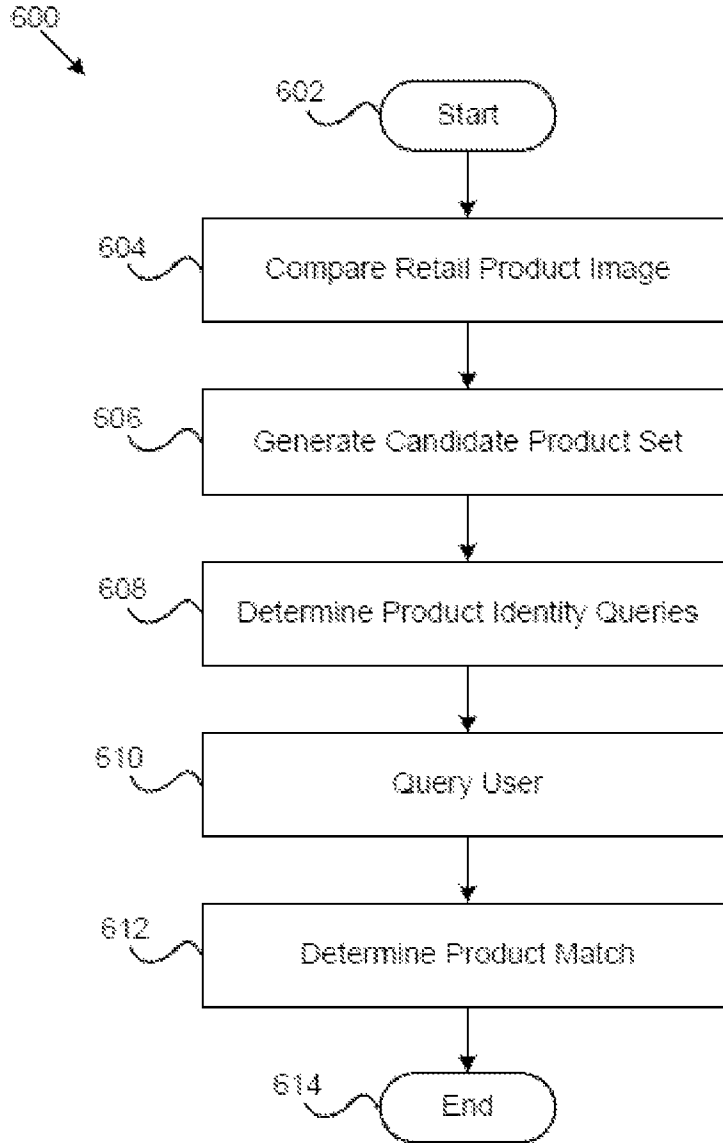 600
602
Start
604
Compare Retail Product Image
606
Generate Candidate Product Set
608
Determine Product Identity Queries
610
Query User
612
Determine Product Match
614
End